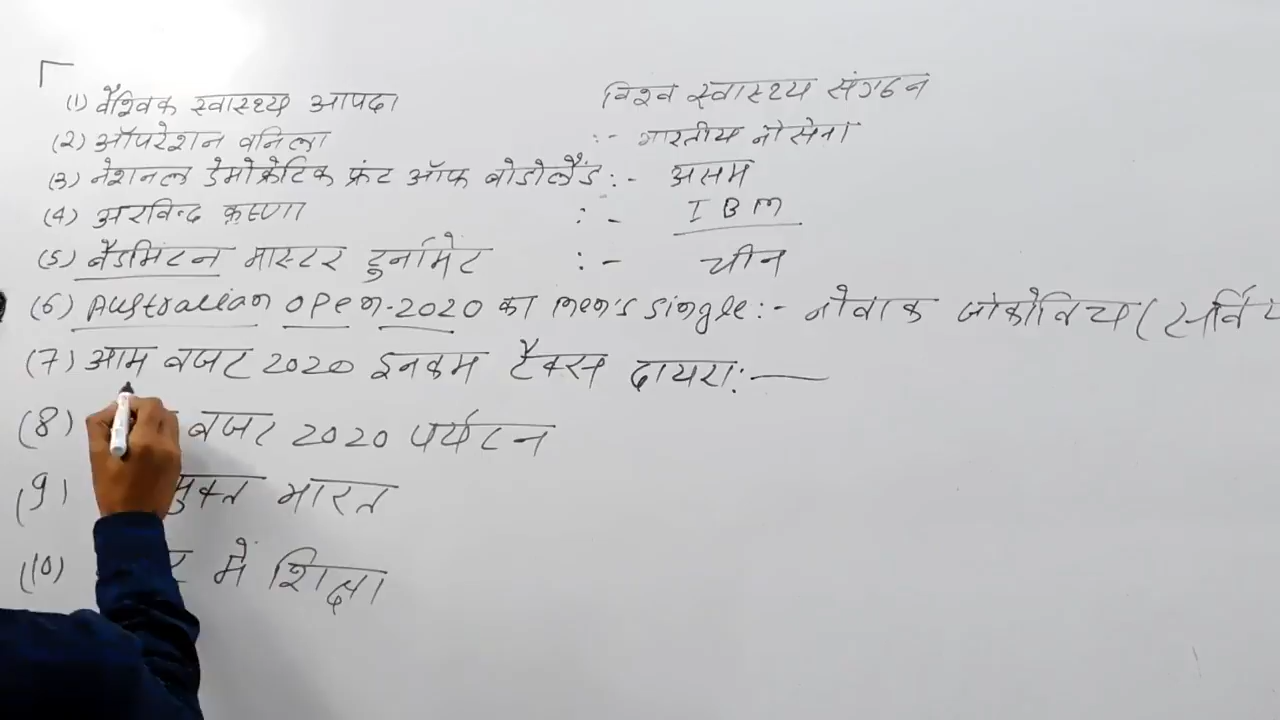 (1) वैश्विक स्वास्थ्य आपदा विश्व स्वास्थ्य संगठन
(2) ऑपरेशन वनिला :- भारतीय नौसेना
(3) नेशनल डेमोक्रेटिक फ्रंट ऑफ बोडोलैंड :- असम
(4) अरविन्द कृष्णा :- IBM
(5) बैडमिंटन मास्टर टुर्नामेंट :- चीन
(6) Australian open-2020 का men's single :- नोवाक जोकोविच (सर्बि
(7) आम बजट 2020 इनकम टैक्स दायरा :-
(8) बजट 2020 पर्यटन
(9) मुक्त भारत
(10) में शिक्षा